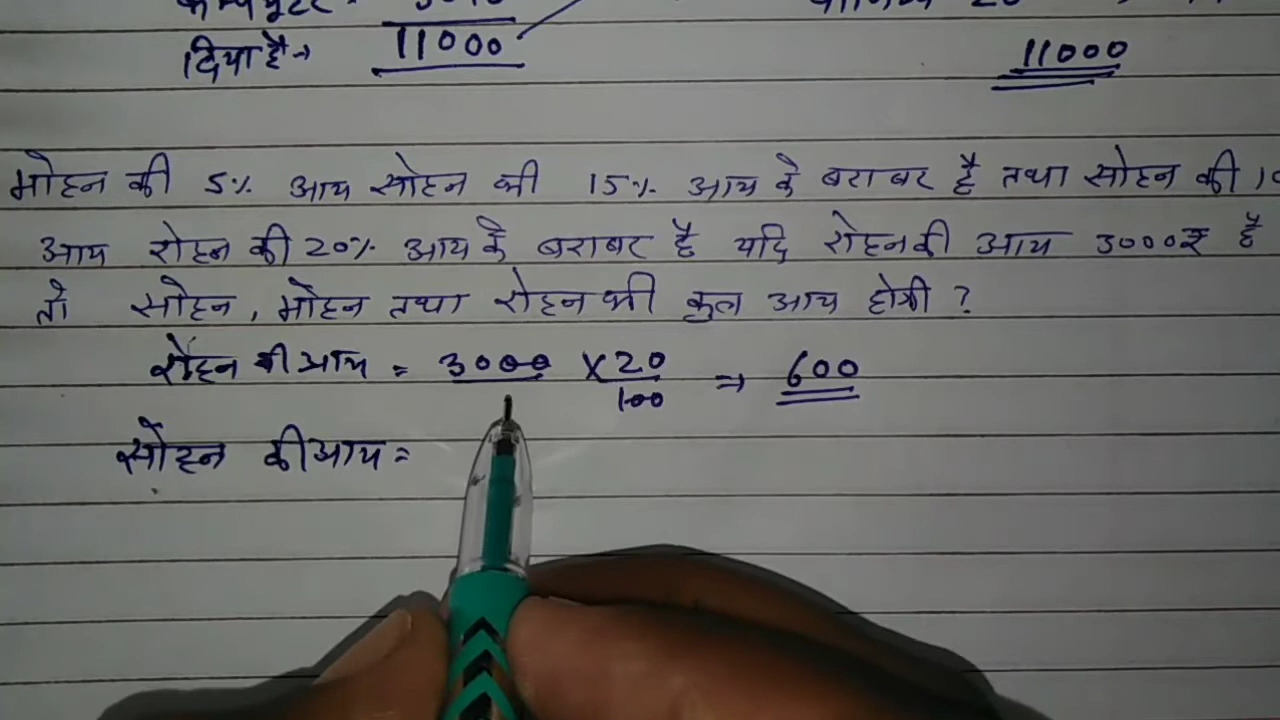 11000
दिया है→ 11000
मोहन की 5% आय सोहन की 15% आय के बराबर है तथा सोहन की 10
आय रोहन की 20% आय के बराबर है यदि रोहन की आय 3000₹ है
तो सोहन, मोहन तथा रोहन की कुल आय होगी ?
रोहन की आय = 3000 × 20 / 100 ⇒ 600
सोहन की आय =